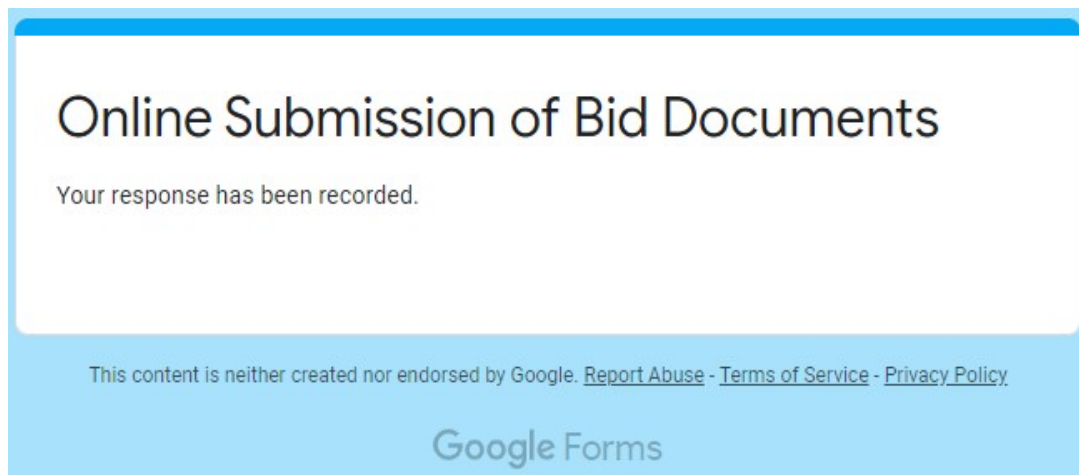 Online Submission of Bid Documents
Your response has been recorded.
This content is neither created nor endorsed by Google. Report Abuse - Terms of Service - Privacy Policy
Google Forms